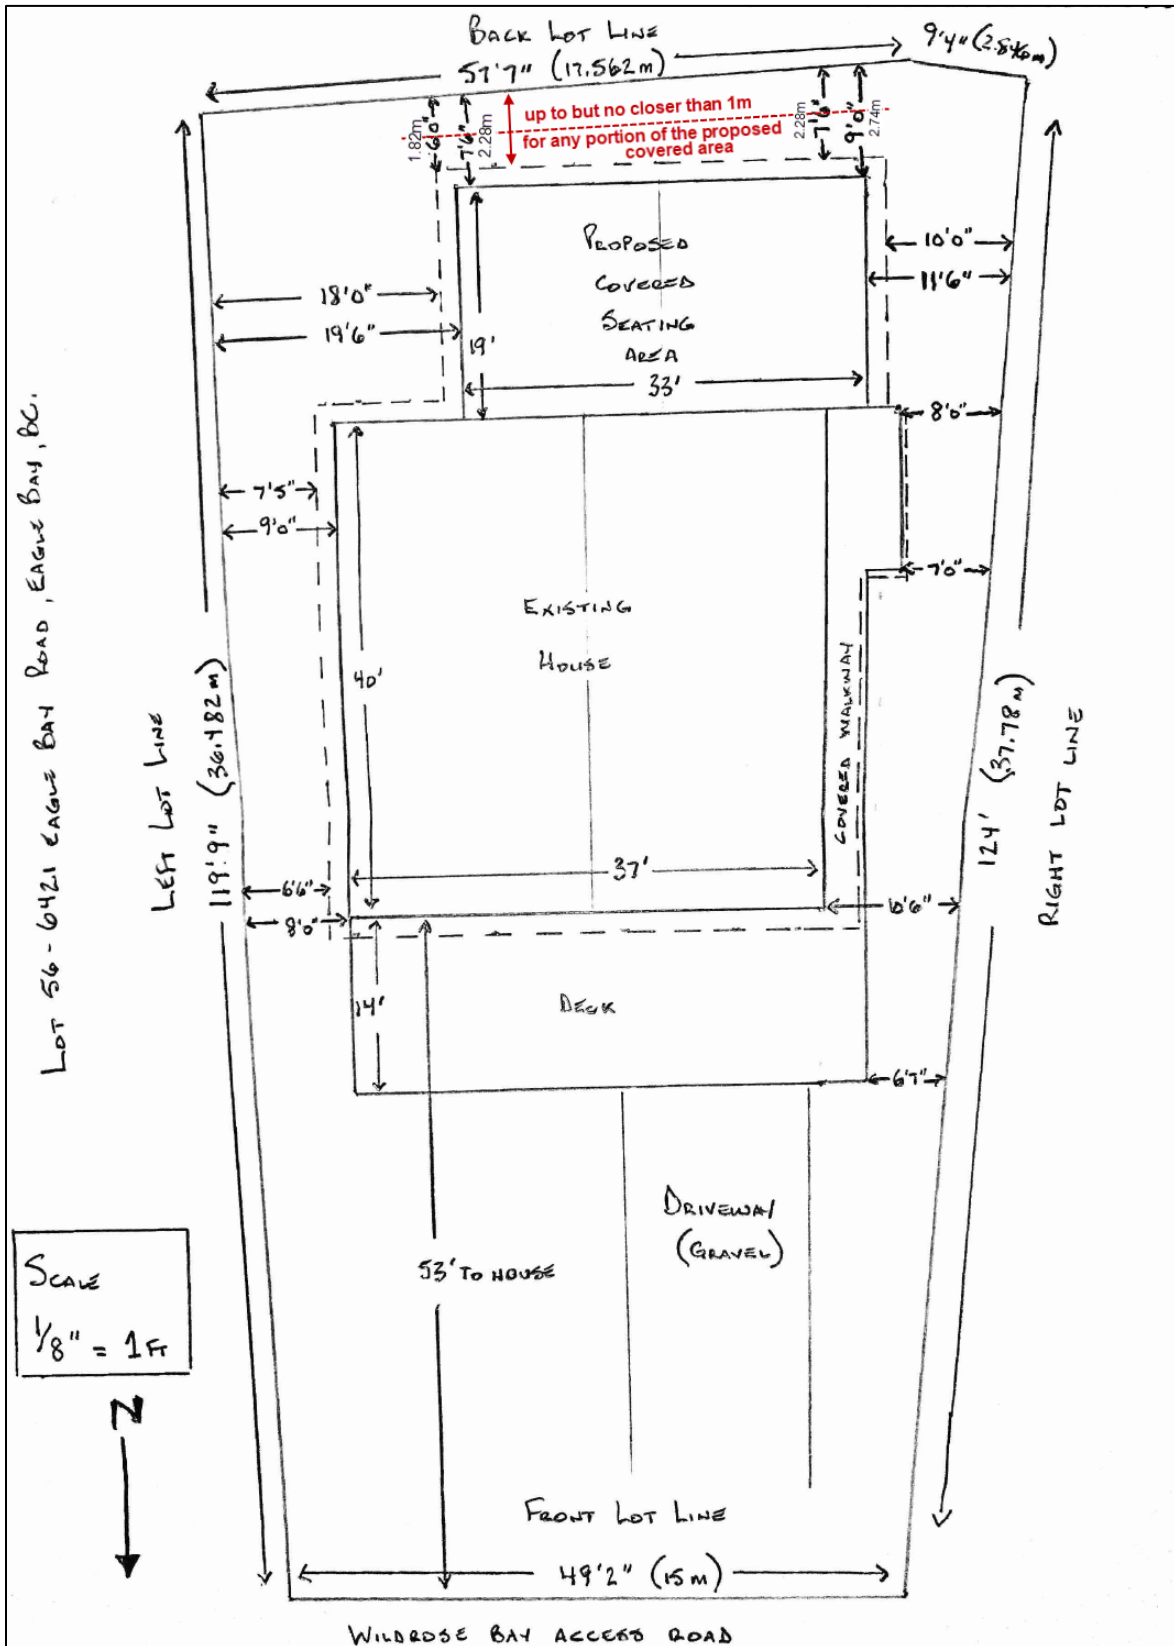 BACK LOT LINE
57'7" (17.562m)
9'4" (2.846m)
1.82m
6'0"
7'6"
2.28m
up to but no closer than 1m
for any portion of the proposed
covered area
2.28m
7'6"
9'0"
2.74m
PROPOSED
COVERED
SEATING
AREA
10'0"
11'6"
18'0"
19'6"
19'
33'
8'0"
7'5"
9'0"
7'0"
EXISTING
HOUSE
40'
COVERED WALKWAY
LOT 56 - 6421 EAGLE BAY ROAD, EAGLE BAY, BC.
LEFT LOT LINE
119'9" (36.482m)
124' (37.78m)
RIGHT LOT LINE
37'
6'6"
8'0"
10'6"
14'
DECK
6'7"
DRIVEWAY
(GRAVEL)
53' TO HOUSE
SCALE
1/8" = 1 FT
N
FRONT LOT LINE
49'2" (15m)
WILDROSE BAY ACCESS ROAD